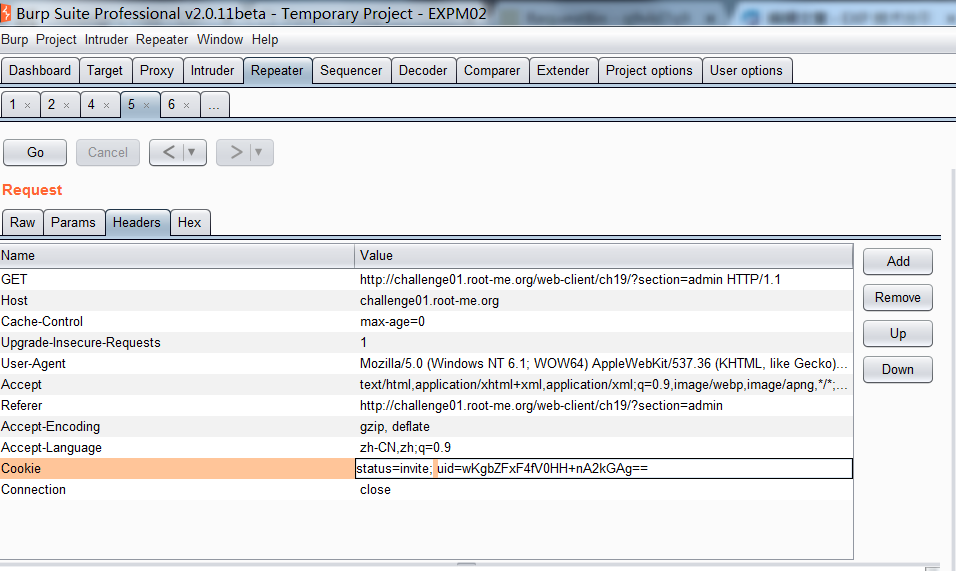 Burp Suite Professional v2.0.11beta - Temporary Project - EXPM02
Burp Project Intruder Repeater Window Help
Dashboard Target Proxy Intruder Repeater Sequencer Decoder Comparer Extender Project options User options
1 × 2 × 4 × 5 × 6 × ...
Go Cancel < ▼ > ▼
Request
Raw Params Headers Hex
Name Value
GET http://challenge01.root-me.org/web-client/ch19/?section=admin HTTP/1.1
Host challenge01.root-me.org
Cache-Control max-age=0
Upgrade-Insecure-Requests 1
User-Agent Mozilla/5.0 (Windows NT 6.1; WOW64) AppleWebKit/537.36 (KHTML, like Gecko)...
Accept text/html,application/xhtml+xml,application/xml;q=0.9,image/webp,image/apng,*/*;...
Referer http://challenge01.root-me.org/web-client/ch19/?section=admin
Accept-Encoding gzip, deflate
Accept-Language zh-CN,zh;q=0.9
Cookie status=invite; uid=wKgbZFxF4fV0HH+nA2kGAg==
Connection close
Add
Remove
Up
Down